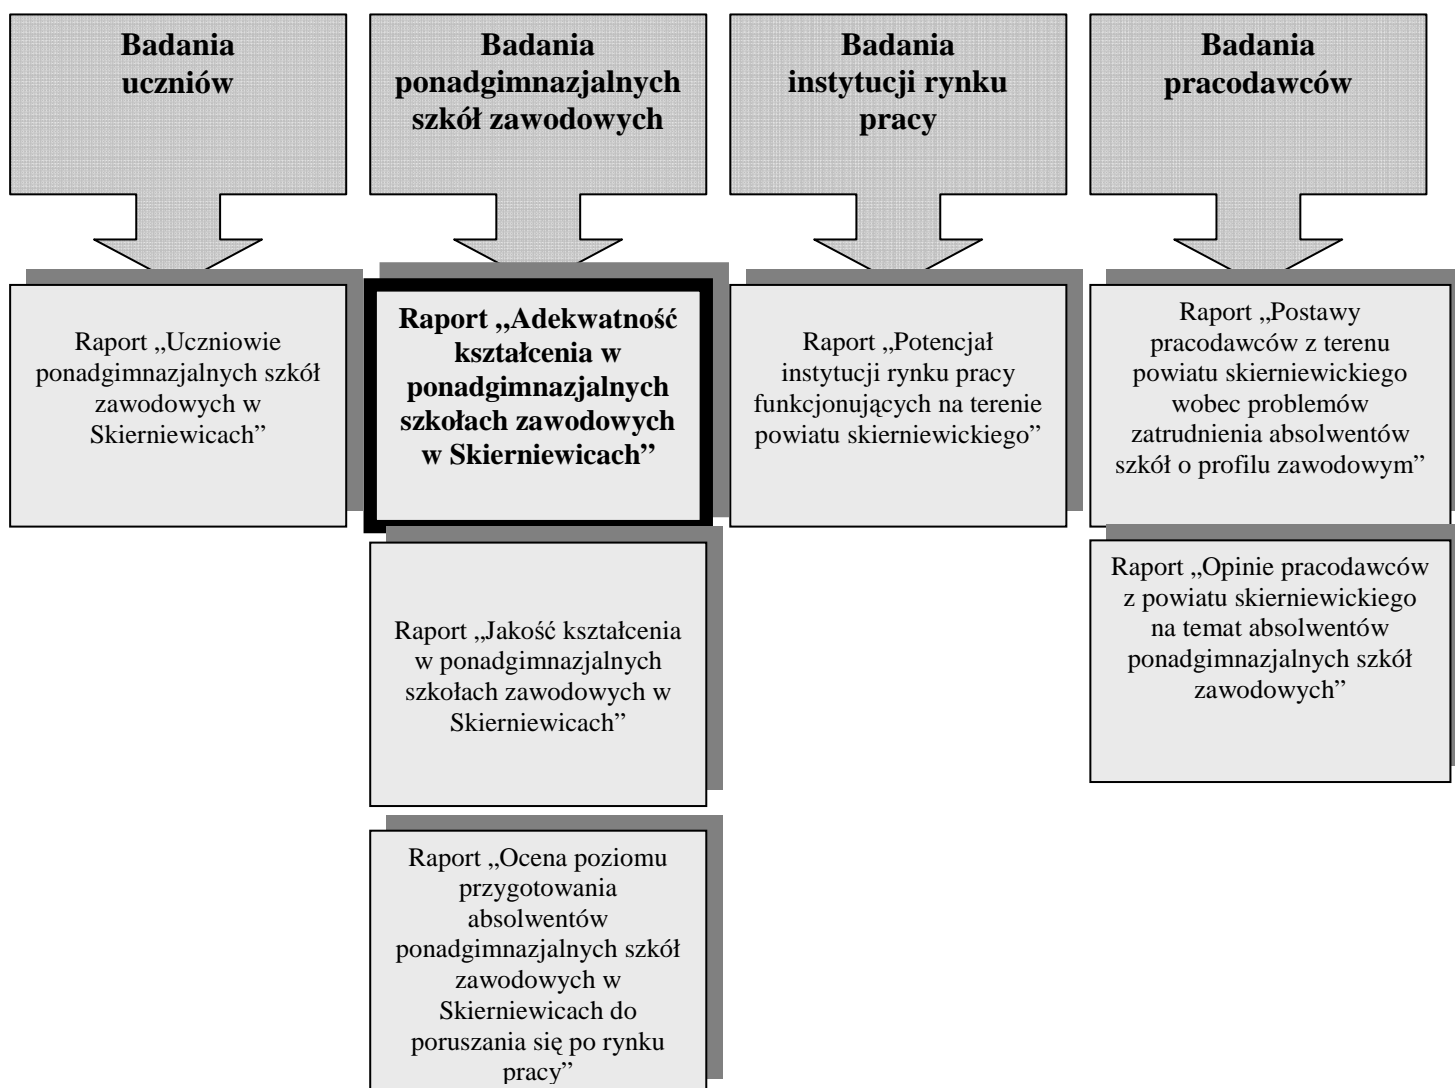 Badania
uczniów
Badania
ponadgimnazjalnych
szkół zawodowych
Badania
instytucji rynku
pracy
Badania
pracodawców
Raport „Uczniowie
ponadgimnazjalnych szkół
zawodowych w
Skierniewicach”
Raport „Adekwatność
kształcenia w
ponadgimnazjalnych
szkołach zawodowych
w Skierniewicach”
Raport „Potencjał
instytucji rynku pracy
funkcjonujących na terenie
powiatu skierniewickiego”
Raport „Postawy
pracodawców z terenu
powiatu skierniewickiego
wobec problemów
zatrudnienia absolwentów
szkół o profilu zawodowym”
Raport „Jakość kształcenia
w ponadgimnazjalnych
szkołach zawodowych w
Skierniewicach”
Raport „Opinie pracodawców
z powiatu skierniewickiego
na temat absolwentów
ponadgimnazjalnych szkół
zawodowych”
Raport „Ocena poziomu
przygotowania
absolwentów
ponadgimnazjalnych szkół
zawodowych w
Skierniewicach do
poruszania się po rynku
pracy”